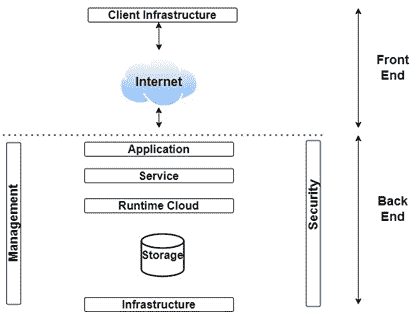 Client Infrastructure
Internet
Front
End
Application
Service
Runtime Cloud
Storage
Infrastructure
Management
Security
Back
End